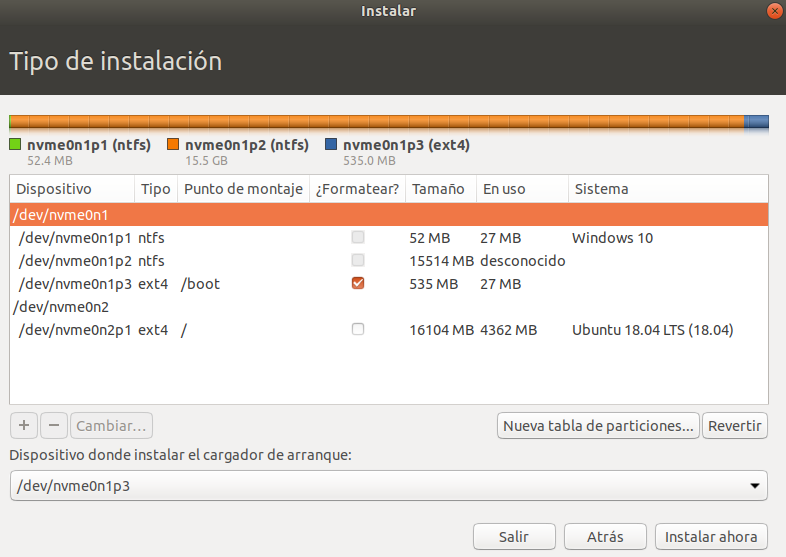 Instalar
Tipo de instalación
nvme0n1p1 (ntfs) nvme0n1p2 (ntfs) nvme0n1p3 (ext4)
52.4 MB 15.5 GB 535.0 MB
Dispositivo Tipo Punto de montaje ¿Formatear? Tamaño En uso Sistema
/dev/nvme0n1
/dev/nvme0n1p1 ntfs 52 MB 27 MB Windows 10
/dev/nvme0n1p2 ntfs 15514 MB desconocido
/dev/nvme0n1p3 ext4 /boot 535 MB 27 MB
/dev/nvme0n2
/dev/nvme0n2p1 ext4 / 16104 MB 4362 MB Ubuntu 18.04 LTS (18.04)
+ − Cambiar... Nueva tabla de particiones... Revertir
Dispositivo donde instalar el cargador de arranque:
/dev/nvme0n1p3
Salir Atrás Instalar ahora